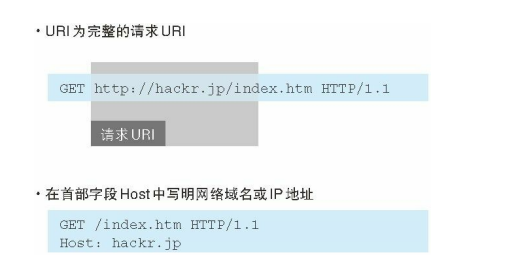 ・URI为完整的请求URI
GET http://hackr.jp/index.htm HTTP/1.1
请求URI
・在首部字段Host中写明网络域名或IP地址
GET /index.htm HTTP/1.1
Host: hackr.jp